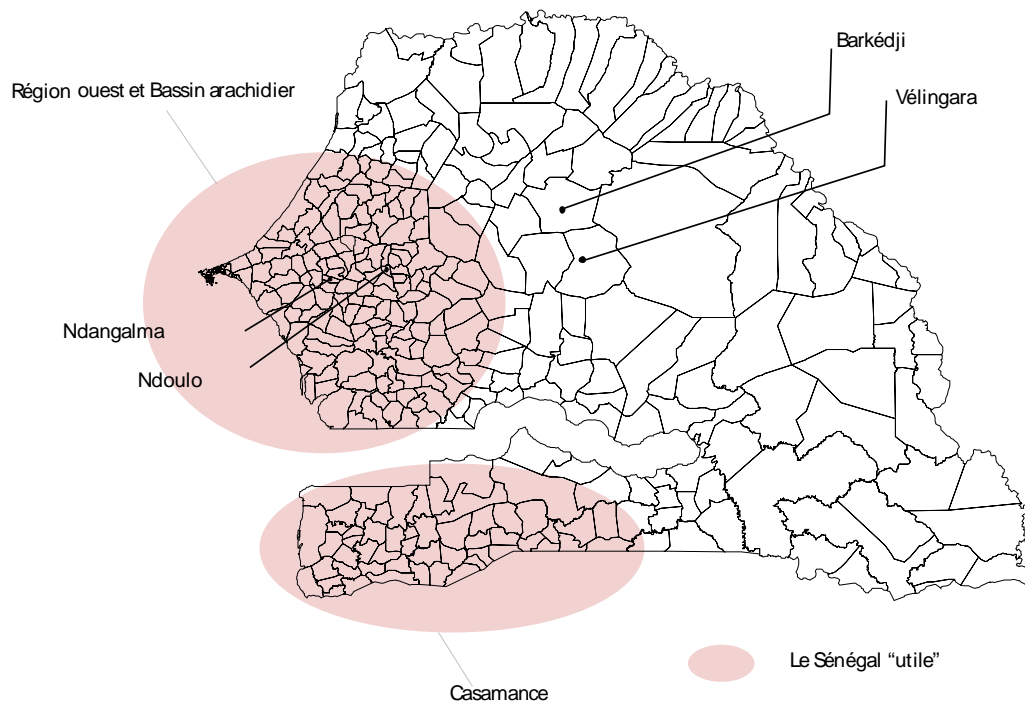 Barkédji
Région ouest et Bassin arachidier
Vélingara
Ndangalma
Ndoulo
Le Sénégal “utile”
Casamance